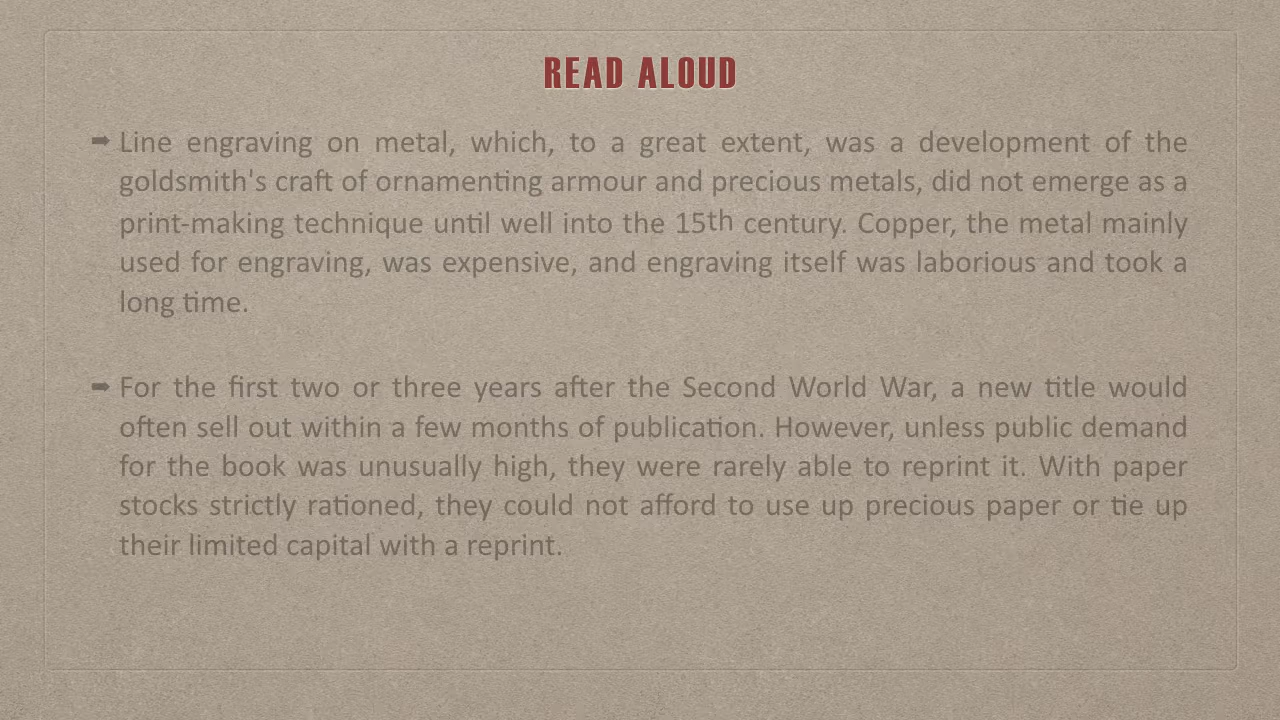 READ ALOUD
➡ Line engraving on metal, which, to a great extent, was a development of the
goldsmith's craft of ornamenting armour and precious metals, did not emerge as a
print-making technique until well into the 15th century. Copper, the metal mainly
used for engraving, was expensive, and engraving itself was laborious and took a
long time.
➡ For the first two or three years after the Second World War, a new title would
often sell out within a few months of publication. However, unless public demand
for the book was unusually high, they were rarely able to reprint it. With paper
stocks strictly rationed, they could not afford to use up precious paper or tie up
their limited capital with a reprint.